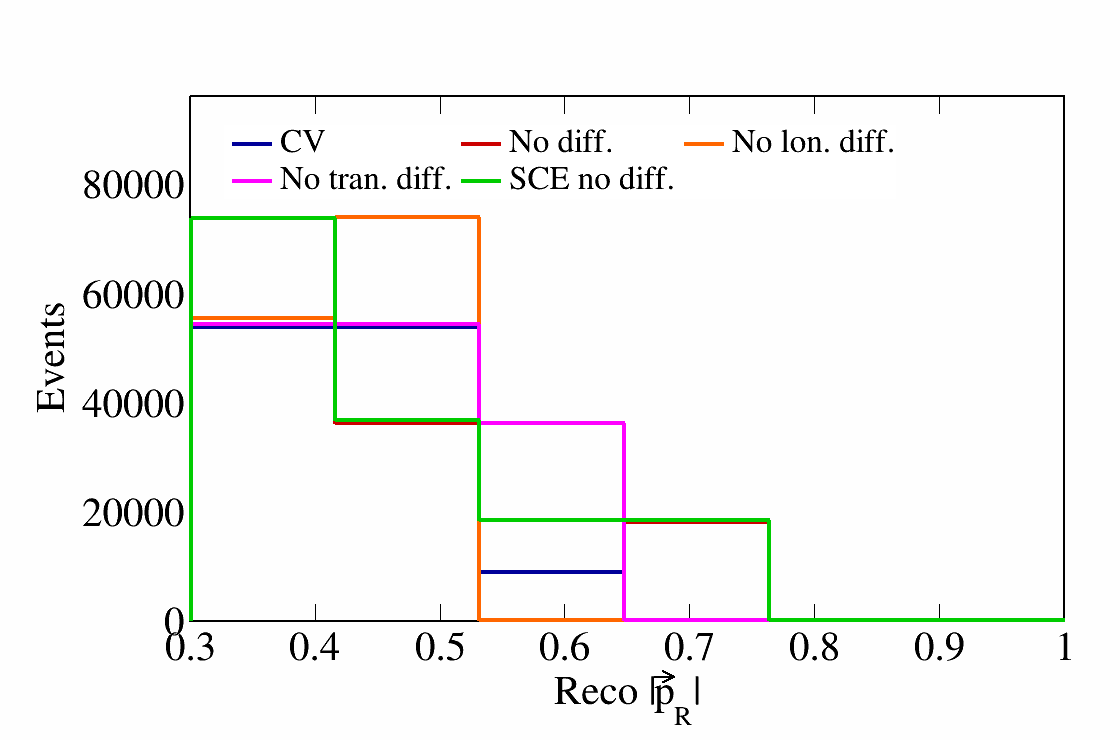 CV No diff. No lon. diff.
No tran. diff. SCE no diff.
80000
60000
40000
20000
0
Events
0.3 0.4 0.5 0.6 0.7 0.8 0.9 1
Reco |p⃗_R|